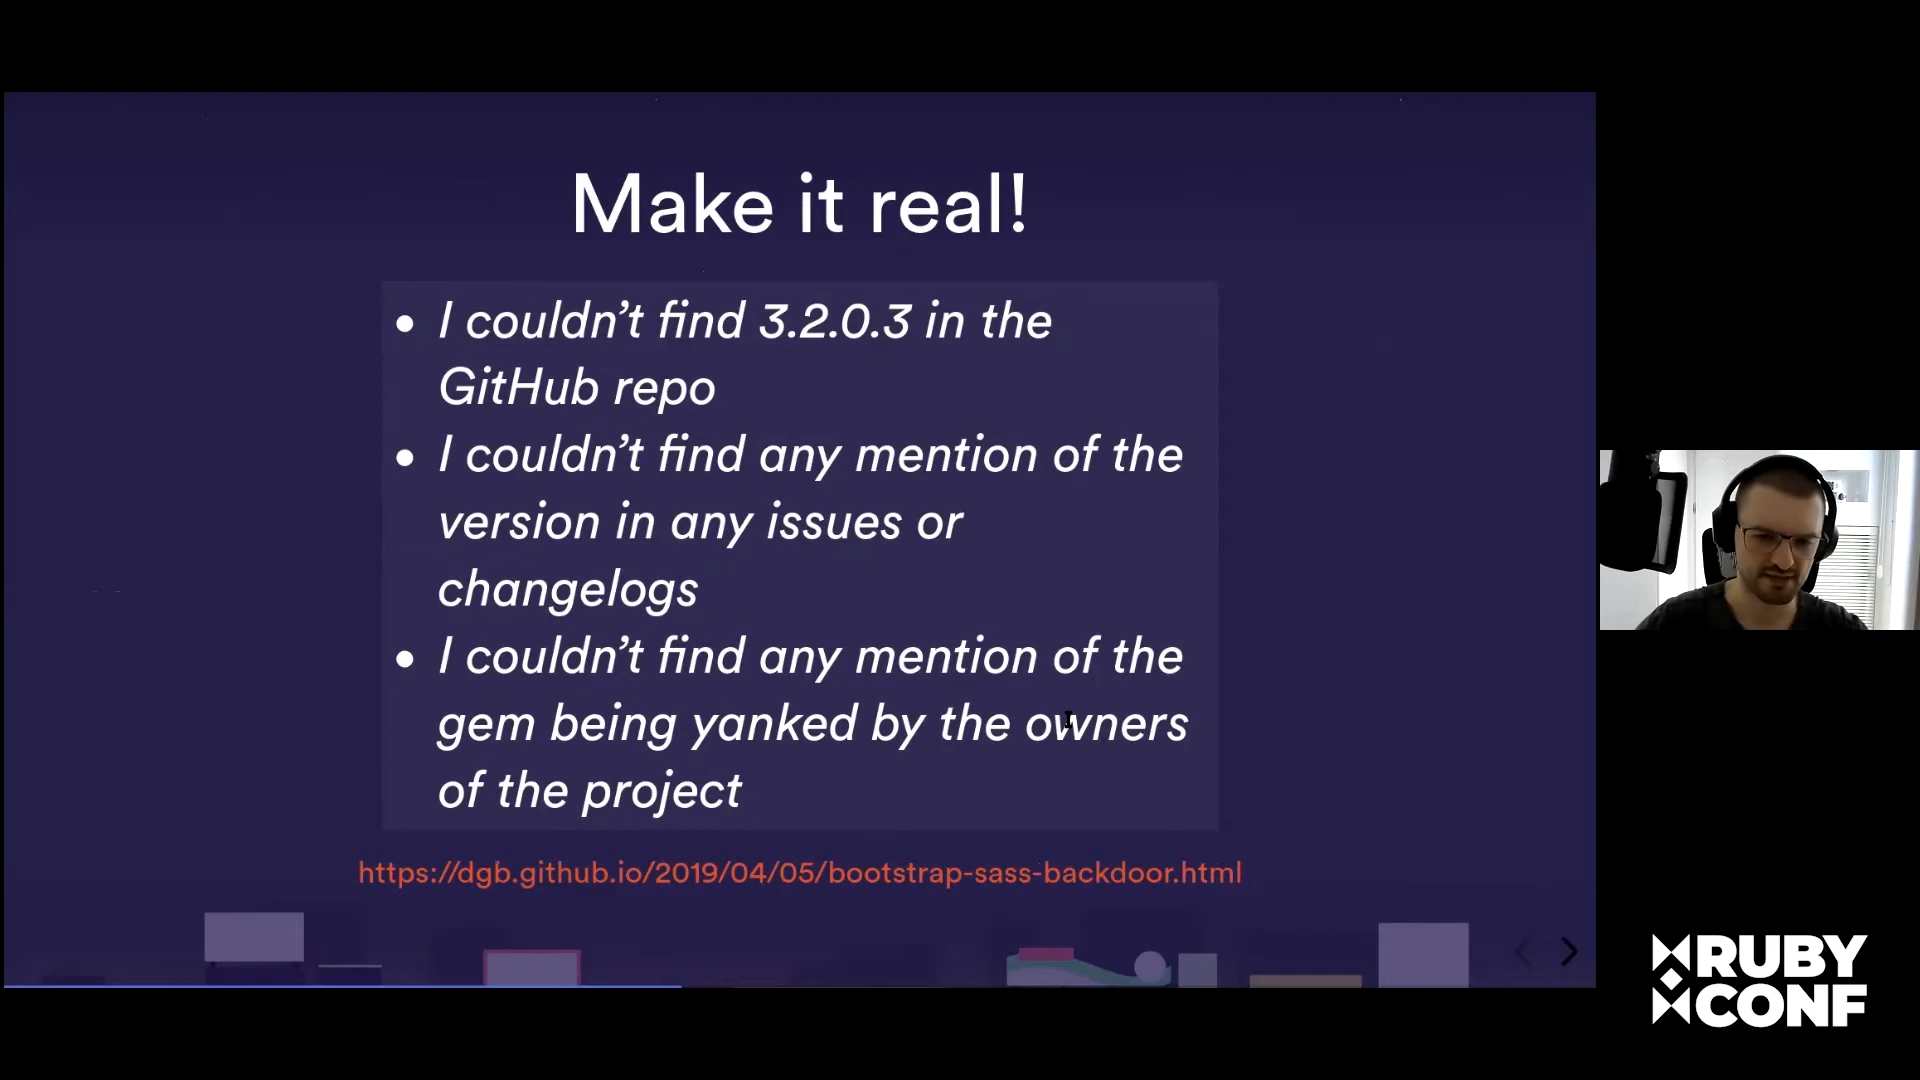 Make it real!
• I couldn’t find 3.2.0.3 in the
GitHub repo
• I couldn’t find any mention of the
version in any issues or
changelogs
• I couldn’t find any mention of the
gem being yanked by the owners
of the project
https://dgb.github.io/2019/04/05/bootstrap-sass-backdoor.html
RUBY
CONF